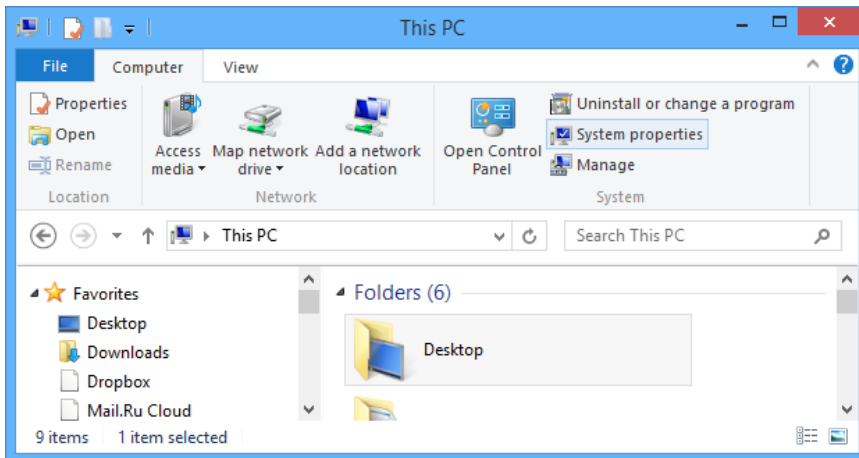 This PC
File Computer View
Properties
Open
Rename
Location
Access media
Map network drive
Add a network location
Network
Open Control Panel
Uninstall or change a program
System properties
Manage
System
This PC
Search This PC
Favorites
Desktop
Downloads
Dropbox
Mail.Ru Cloud
Folders (6)
Desktop
9 items 1 item selected